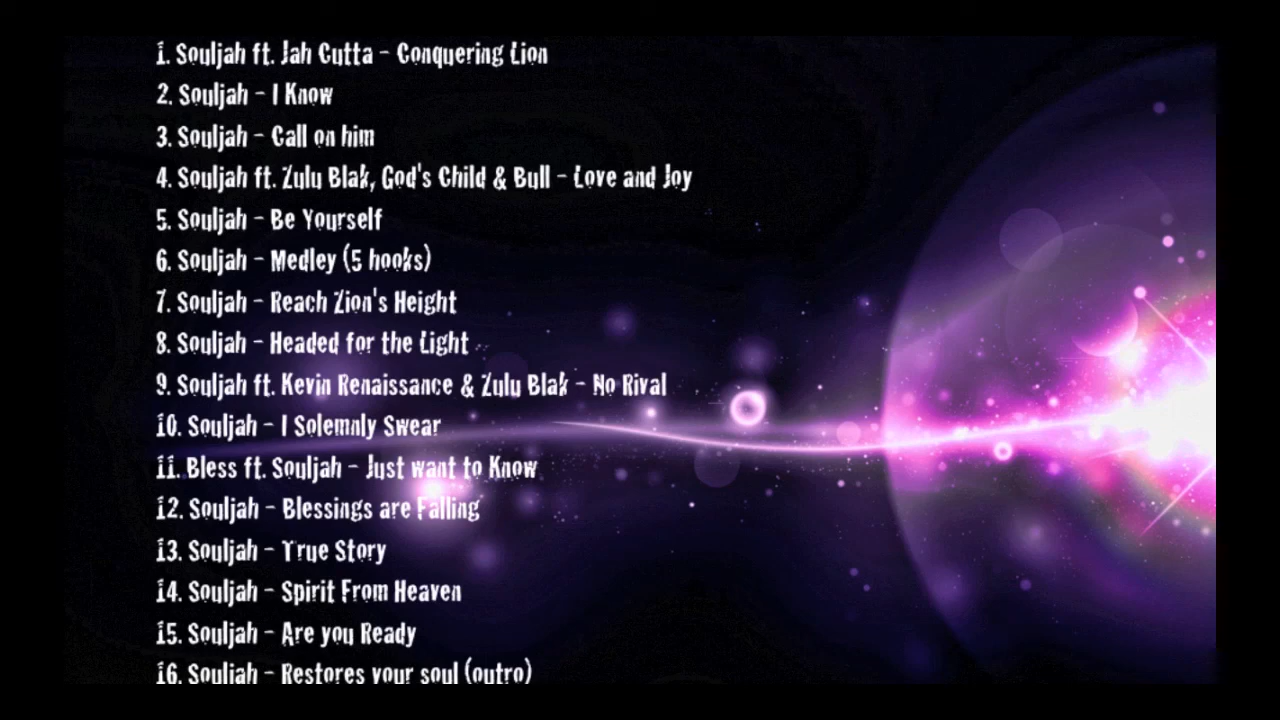 1. Souljah ft. Jah Cutta - Conquering Lion
2. Souljah - I Know
3. Souljah - Call on him
4. Souljah ft. Zulu Blak, God's Child & Bull - Love and Joy
5. Souljah - Be Yourself
6. Souljah - Medley (5 hooks)
7. Souljah - Reach Zion's Height
8. Souljah - Headed for the Light
9. Souljah ft. Kevin Renaissance & Zulu Blak - No Rival
10. Souljah - I Solemnly Swear
11. Bless ft. Souljah - Just want to Know
12. Souljah - Blessings are Falling
13. Souljah - True Story
14. Souljah - Spirit From Heaven
15. Souljah - Are you Ready
16. Souljah - Restores your soul (outro)